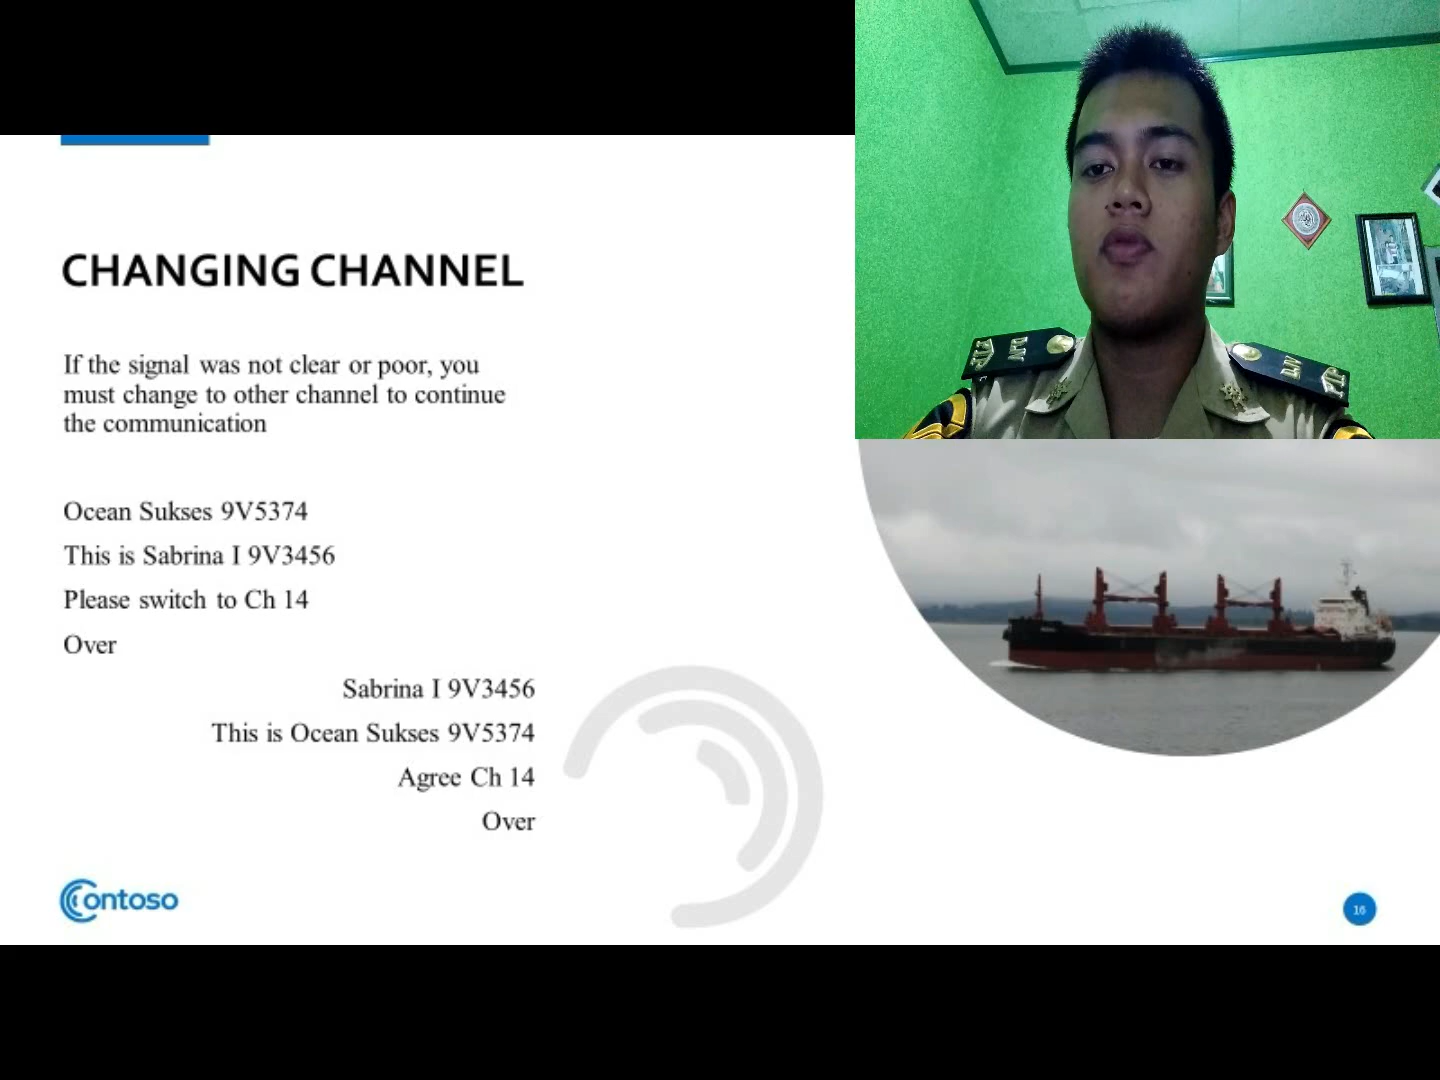 CHANGING CHANNEL
If the signal was not clear or poor, you
must change to other channel to continue
the communication
Ocean Sukses 9V5374
This is Sabrina I 9V3456
Please switch to Ch 14
Over
Sabrina I 9V3456
This is Ocean Sukses 9V5374
Agree Ch 14
Over
Contoso
16